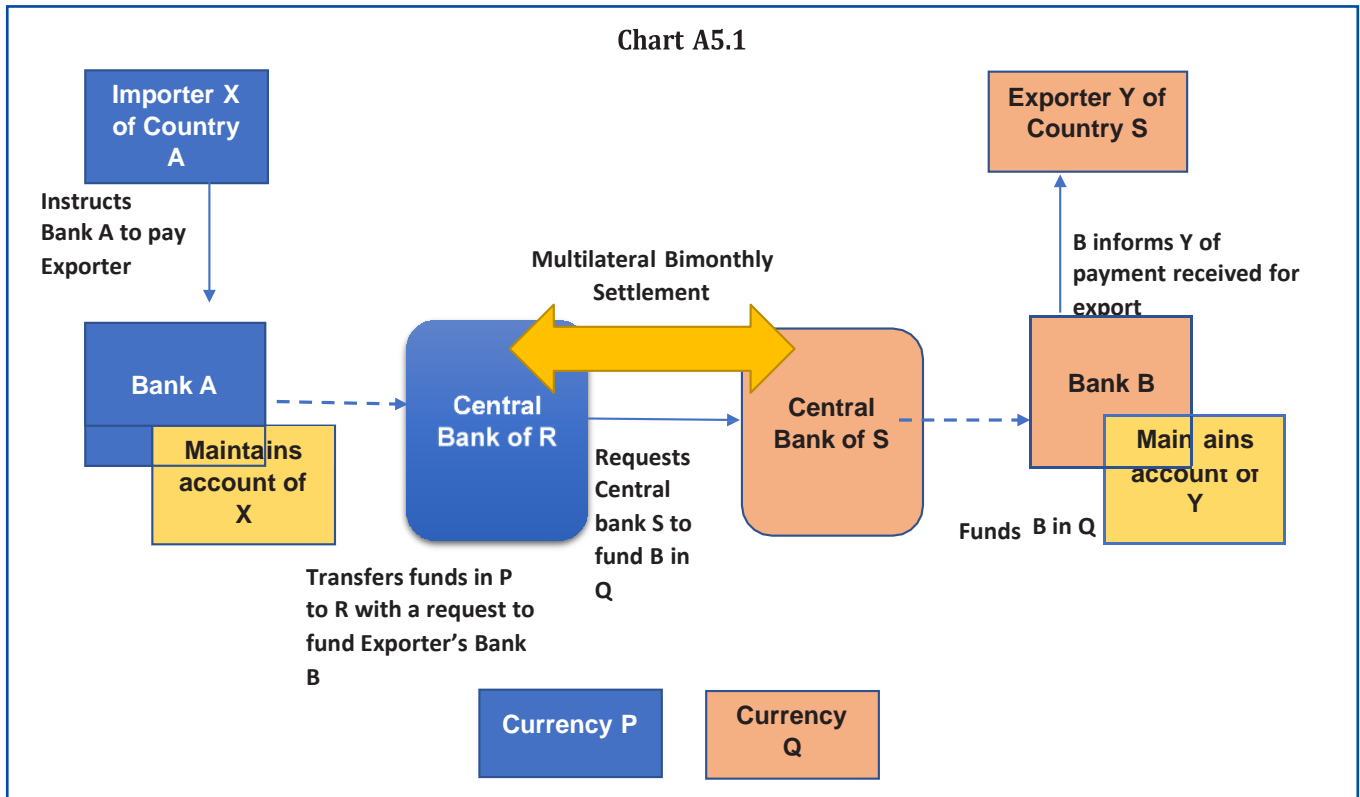 Chart A5.1
Importer X
of Country
A
Exporter Y of
Country S
Instructs
Bank A to pay
Exporter
Multilateral Bimonthly
Settlement
B informs Y of
payment received for
export
Bank A
Maintains
account of
X
Central
Bank of R
Requests
Central
bank S to
fund B in
Q
Central
Bank of S
Bank B
Main ains
account of
Y
Funds B in Q
Transfers funds in P
to R with a request to
fund Exporter's Bank
B
Currency P
Currency
Q